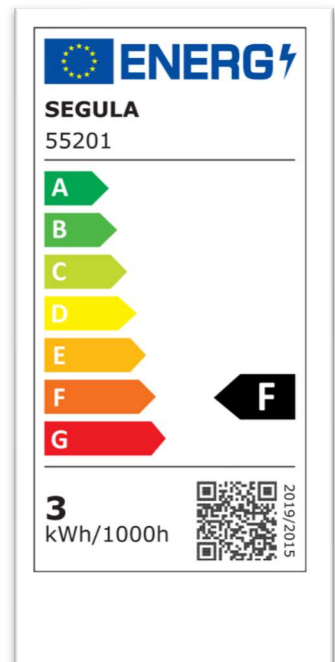 ENERG
SEGULA
55201
A
B
C
D
E
F
F
G
3
kWh/1000h
2019/2015